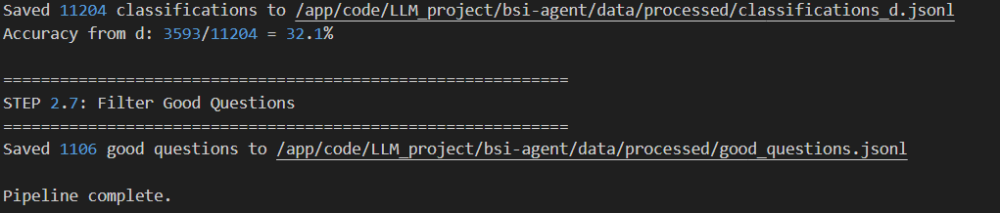 Saved 11204 classifications to /app/code/LLM_project/bsi-agent/data/processed/classifications_d.jsonl
Accuracy from d: 3593/11204 = 32.1%
============================================================
STEP 2.7: Filter Good Questions
============================================================
Saved 1106 good questions to /app/code/LLM_project/bsi-agent/data/processed/good_questions.jsonl
Pipeline complete.